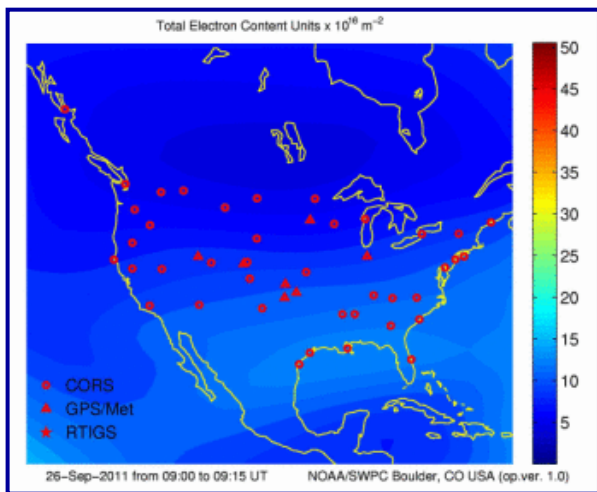 Total Electron Content Units x 10^16 m^-2
50
45
40
35
30
25
20
15
10
5
CORS
GPS/Met
RTIGS
26-Sep-2011 from 09:00 to 09:15 UT NOAA/SWPC Boulder, CO USA (op.ver. 1.0)